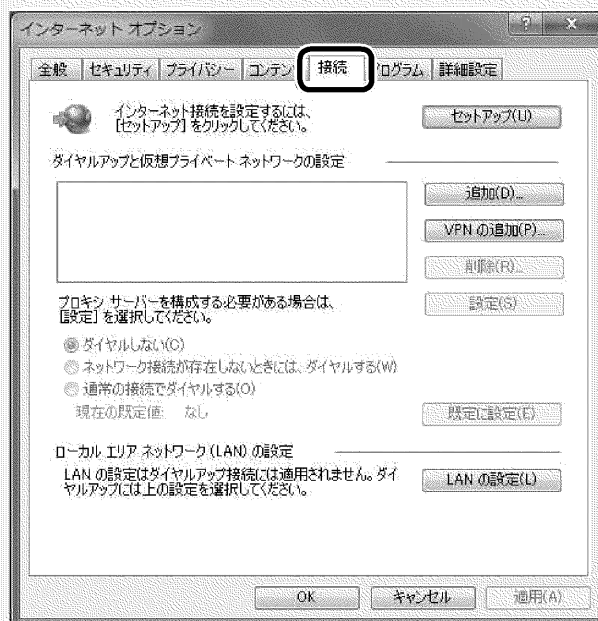 インターネット オプション
全般 セキュリティ プライバシー コンテン 接続 ログラム 詳細設定
インターネット接続を設定するには、
[セットアップ] をクリックしてください。
セットアップ(U)
ダイヤルアップと仮想プライベート ネットワークの設定
追加(D)...
VPN の追加(P)...
削除(R)...
プロキシ サーバーを構成する必要がある場合は、
[設定] を選択してください。
設定(S)
ダイヤルしない(C)
ネットワーク接続が存在しないときには、ダイヤルする(W)
通常の接続でダイヤルする(O)
現在の既定値: なし
既定に設定(E)
ローカル エリア ネットワーク (LAN) の設定
LAN の設定はダイヤルアップ接続には適用されません。ダイ
ヤルアップには上の設定を選択してください。
LAN の設定(L)
OK キャンセル 適用(A)